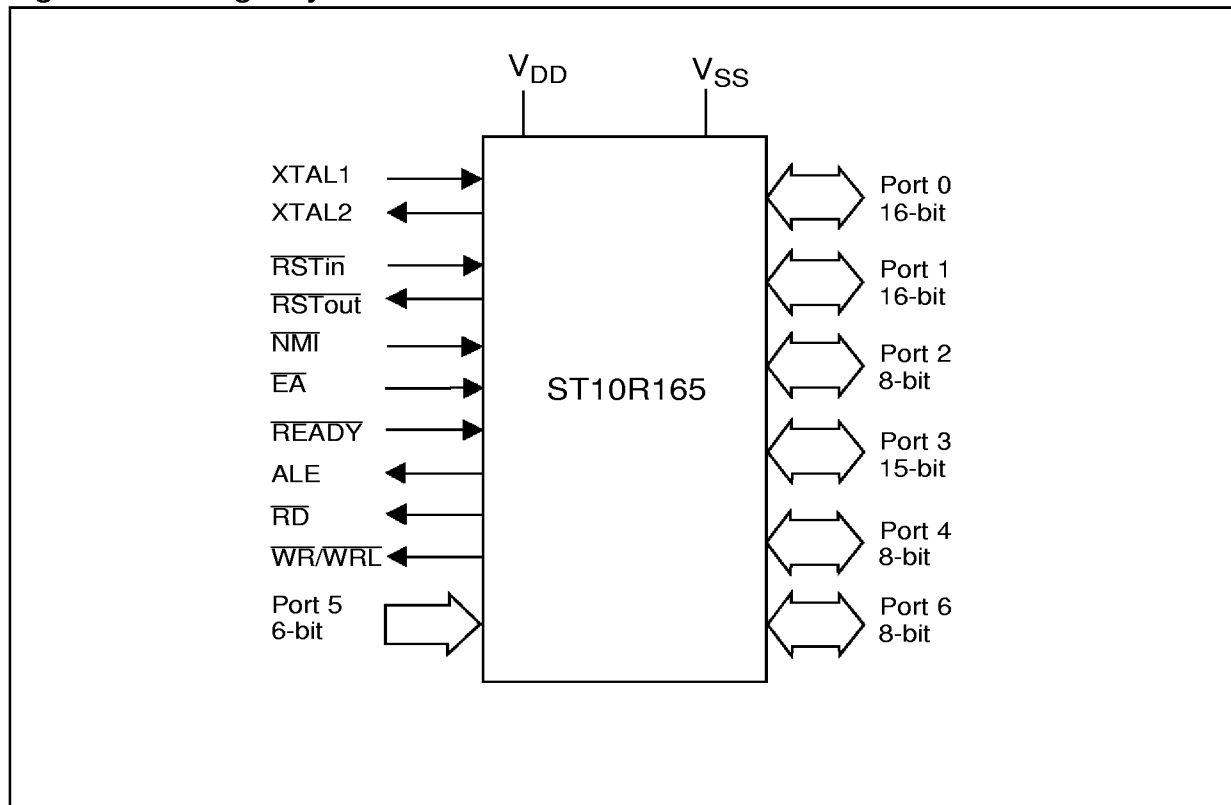 V_DD
V_SS
XTAL1
XTAL2
RSTin
RSTout
NMI
EA
READY
ALE
RD
WR/WRL
Port 5
6-bit
ST10R165
Port 0
16-bit
Port 1
16-bit
Port 2
8-bit
Port 3
15-bit
Port 4
8-bit
Port 6
8-bit